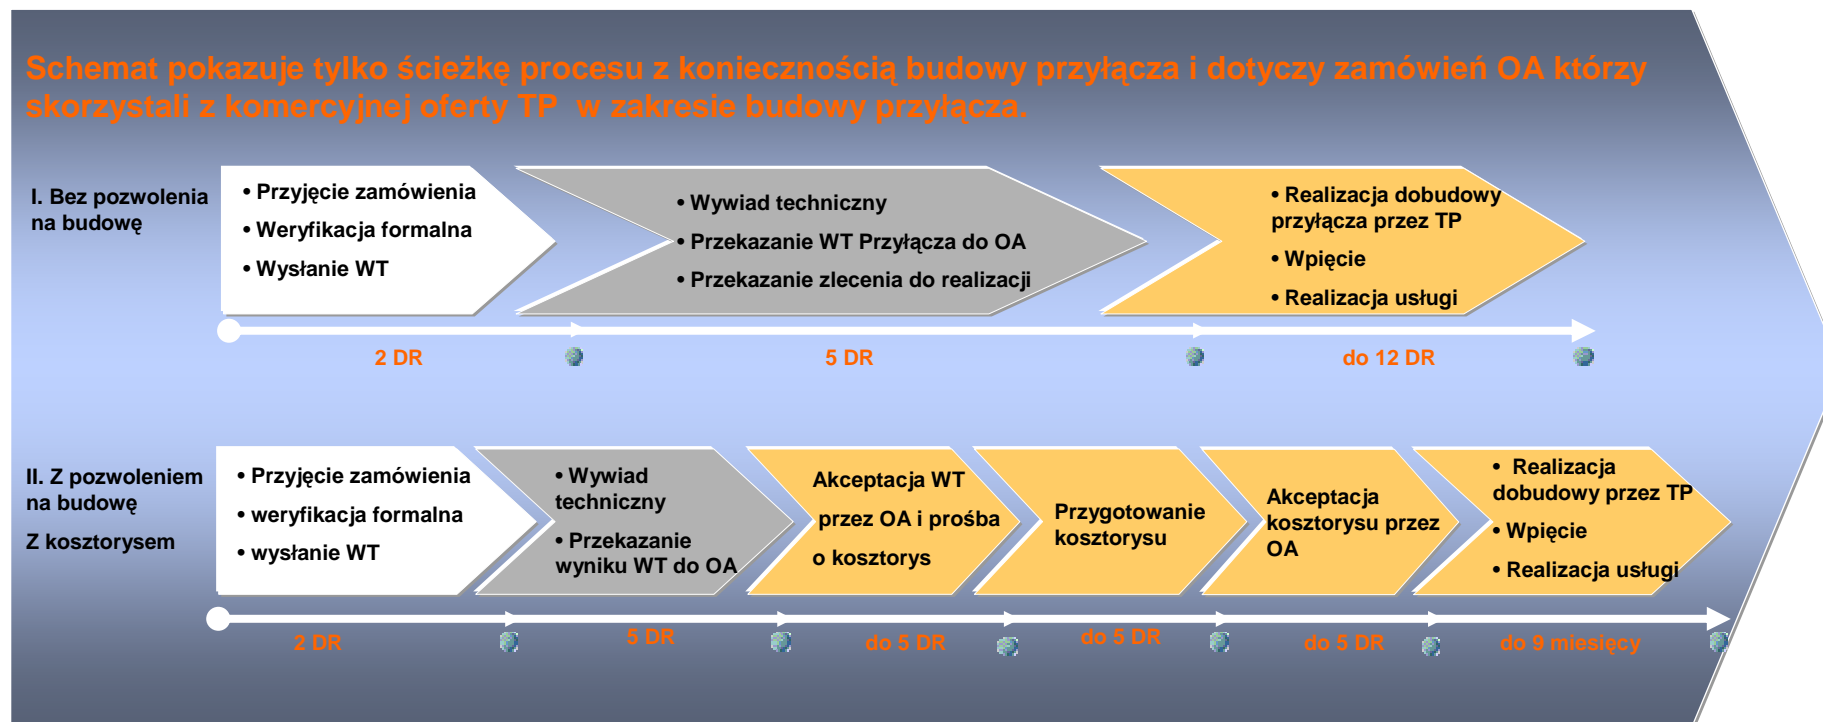 Schemat pokazuje tylko ścieżkę procesu z koniecznością budowy przyłącza i dotyczy zamówień OA którzy
skorzystali z komercyjnej oferty TP w zakresie budowy przyłącza.
I. Bez pozwolenia
na budowę
• Przyjęcie zamówienia
• Weryfikacja formalna
• Wysłanie WT
• Wywiad techniczny
• Przekazanie WT Przyłącza do OA
• Przekazanie zlecenia do realizacji
• Realizacja dobudowy
przyłącza przez TP
• Wpięcie
• Realizacja usługi
2 DR
5 DR
do 12 DR
II. Z pozwoleniem
na budowę
Z kosztorysem
• Przyjęcie zamówienia
• weryfikacja formalna
• wysłanie WT
• Wywiad
techniczny
• Przekazanie
wyniku WT do OA
Akceptacja WT
przez OA i prośba
o kosztorys
Przygotowanie
kosztorysu
Akceptacja
kosztorysu przez
OA
• Realizacja
dobudowy przez TP
• Wpięcie
• Realizacja usługi
2 DR
5 DR
do 5 DR
do 5 DR
do 5 DR
do 9 miesięcy